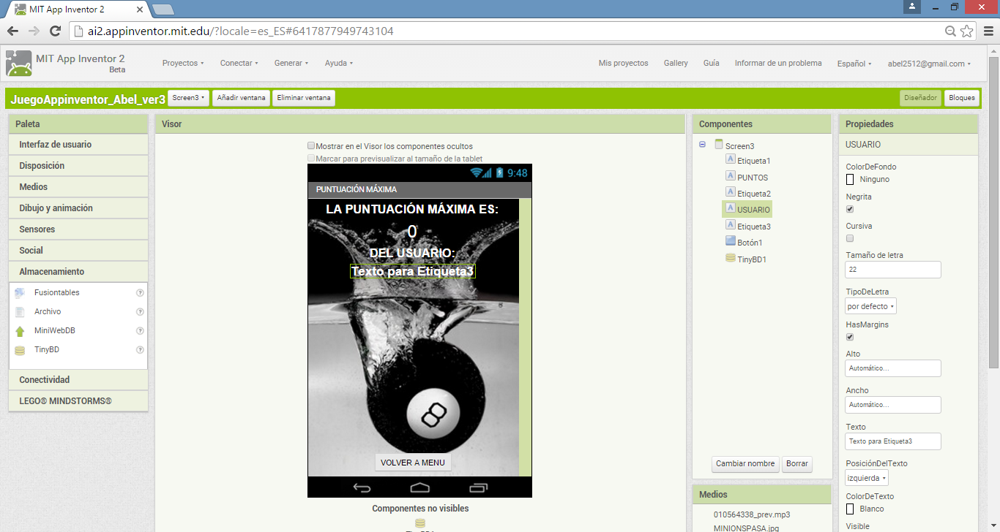 MIT App Inventor 2
ai2.appinventor.mit.edu/?locale=es_ES#6417877949743104
MIT App Inventor 2
Beta
Proyectos
Conectar
Generar
Ayuda
Mis proyectos
Gallery
Guía
Informar de un problema
Español
abel2512@gmail.com
JuegoAppinventor_Abel_ver3
Screen3
Añadir ventana
Eliminar ventana
Diseñador
Bloques
Paleta
Interfaz de usuario
Disposición
Medios
Dibujo y animación
Sensores
Social
Almacenamiento
Fusiontables
?
Archivo
?
MiniWebDB
?
TinyBD
?
Conectividad
LEGO® MINDSTORMS®
Visor
Mostrar en el Visor los componentes ocultos
Marcar para previsualizar al tamaño de la tablet
9:48
PUNTUACIÓN MÁXIMA
LA PUNTUACIÓN MÁXIMA ES:
0
DEL USUARIO:
Texto para Etiqueta3
8
VOLVER A MENU
Componentes no visibles
Componentes
Screen3
A Etiqueta1
A PUNTOS
A Etiqueta2
A USUARIO
A Etiqueta3
Botón1
TinyBD1
Cambiar nombre
Borrar
Medios
010564338_prev.mp3
MINIONSPASA.jpg
Propiedades
USUARIO
ColorDeFondo
Ninguno
Negrita
Cursiva
Tamaño de letra
22
TipoDeLetra
por defecto
HasMargins
Alto
Automático...
Ancho
Automático...
Texto
Texto para Etiqueta3
PosiciónDelTexto
izquierda
ColorDeTexto
Blanco
Visible